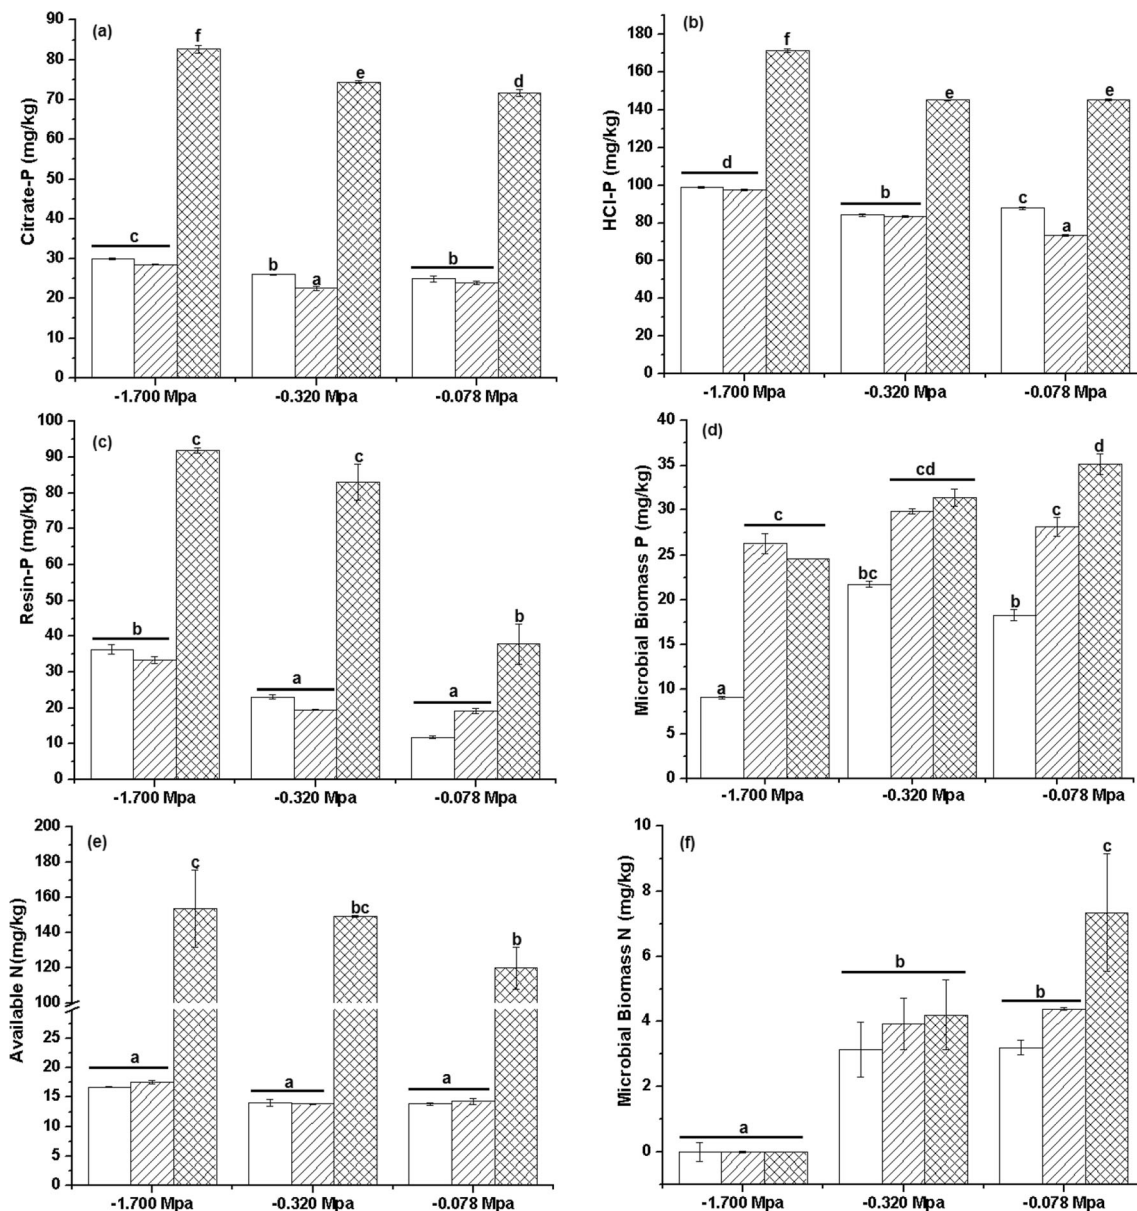 (a)
Citrate-P (mg/kg)
90
80
70
60
50
40
30
20
10
0
c
f
b
a
e
b
d
-1.700 Mpa
-0.320 Mpa
-0.078 Mpa
(b)
HCl-P (mg/kg)
180
160
140
120
100
80
60
40
20
0
d
f
b
e
c
a
e
-1.700 Mpa
-0.320 Mpa
-0.078 Mpa
(c)
Resin-P (mg/kg)
100
90
80
70
60
50
40
30
20
10
0
b
c
a
c
a
b
-1.700 Mpa
-0.320 Mpa
-0.078 Mpa
(d)
Microbial Biomass P (mg/kg)
40
35
30
25
20
15
10
5
0
a
c
bc
cd
b
c
d
-1.700 Mpa
-0.320 Mpa
-0.078 Mpa
(e)
Available N(mg/kg)
200
180
160
140
120
100
25
20
15
10
5
0
a
c
a
bc
a
b
-1.700 Mpa
-0.320 Mpa
-0.078 Mpa
(f)
Microbial Biomass N (mg/kg)
10
8
6
4
2
0
a
b
b
c
-1.700 Mpa
-0.320 Mpa
-0.078 Mpa